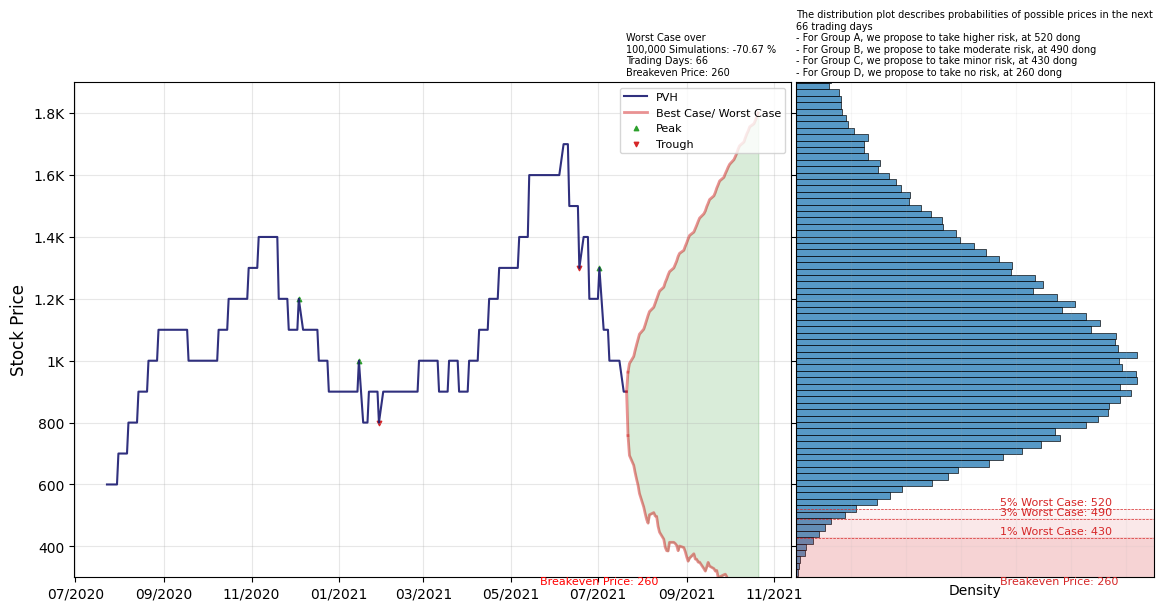 The distribution plot describes probabilities of possible prices in the next
66 trading days
- For Group A, we propose to take higher risk, at 520 dong
- For Group B, we propose to take moderate risk, at 490 dong
- For Group C, we propose to take minor risk, at 430 dong
- For Group D, we propose to take no risk, at 260 dong
Worst Case over
100,000 Simulations: -70.67 %
Trading Days: 66
Breakeven Price: 260
PVH
Best Case/ Worst Case
Peak
Trough
Stock Price
1.8K
1.6K
1.4K
1.2K
1K
800
600
400
5% Worst Case: 520
3% Worst Case: 490
1% Worst Case: 430
Breakeven Price: 260
Breakeven Price: 260
07/2020
09/2020
11/2020
01/2021
03/2021
05/2021
07/2021
09/2021
11/2021
Density